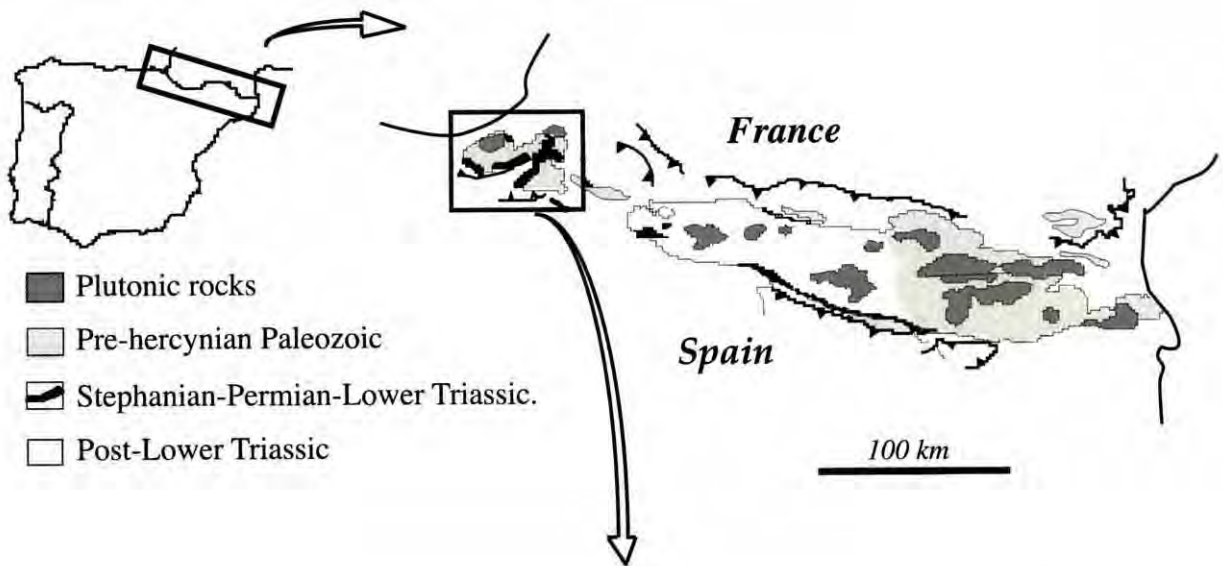 France
Plutonic rocks
Pre-hercynian Paleozoic
Spain
Stephanian-Permian-Lower Triassic.
Post-Lower Triassic
100 km